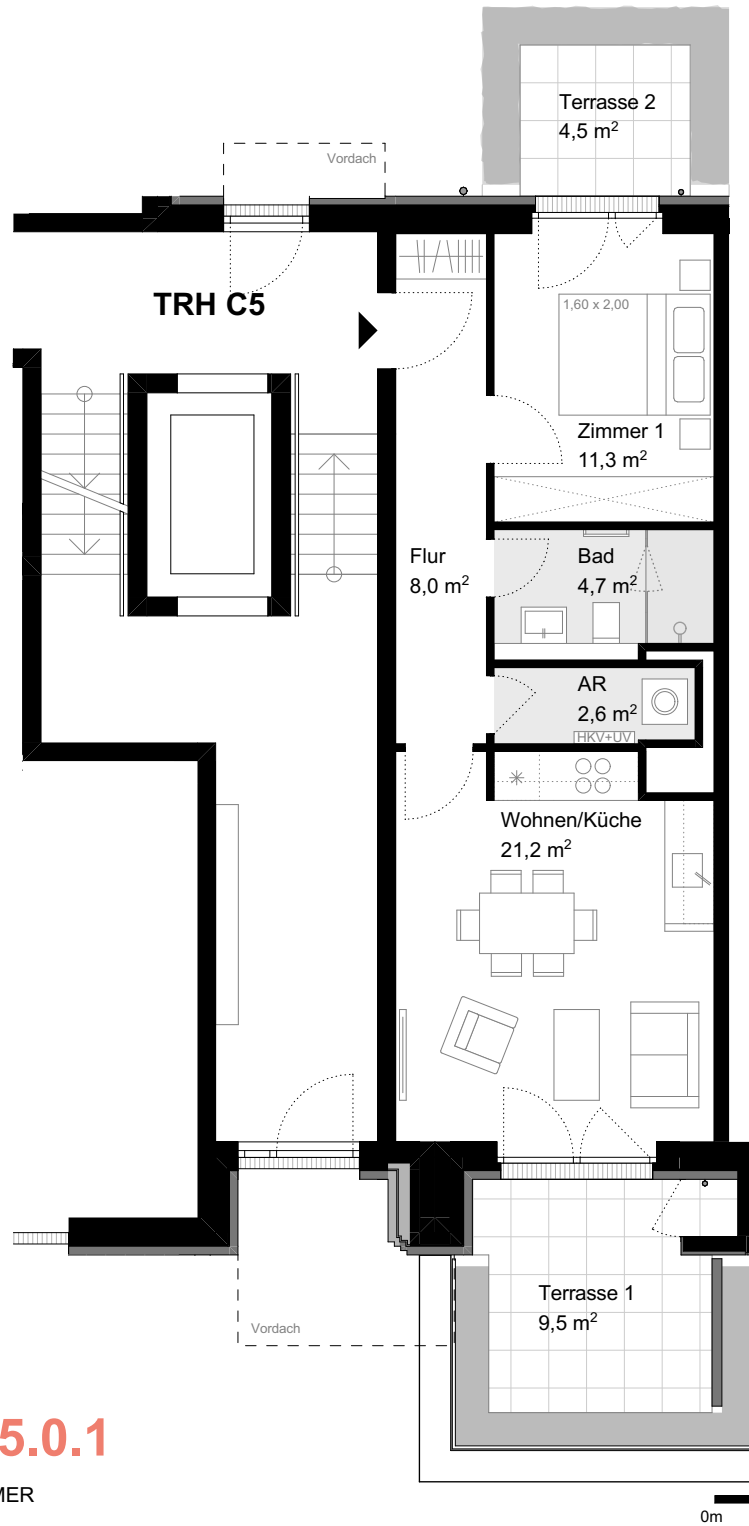 Terrasse 2
4,5 m²
Vordach
TRH C5
1,60 x 2,00
Zimmer 1
11,3 m²
Flur
8,0 m²
Bad
4,7 m²
AR
2,6 m²
HKV+UV
Wohnen/Küche
21,2 m²
Terrasse 1
9,5 m²
Vordach
5.0.1
MER
0m